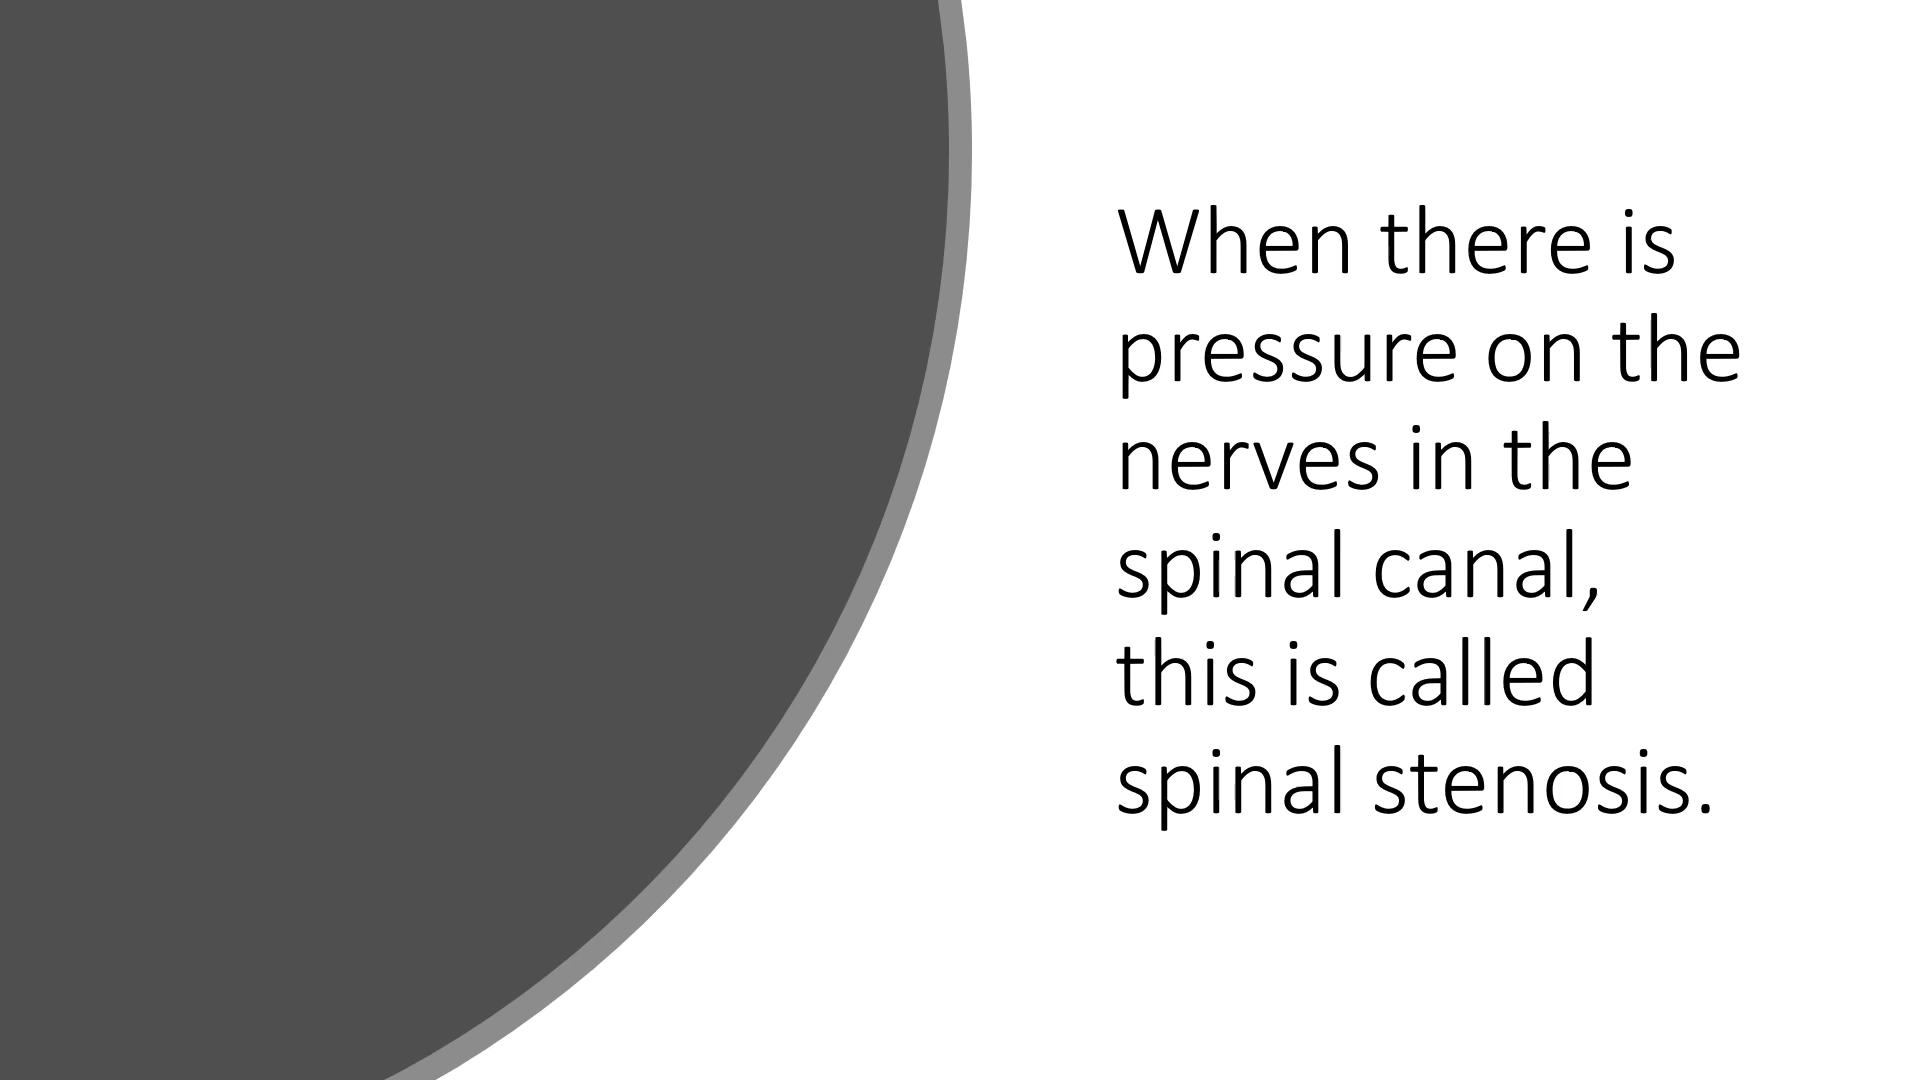 When there is
pressure on the
nerves in the
spinal canal,
this is called
spinal stenosis.